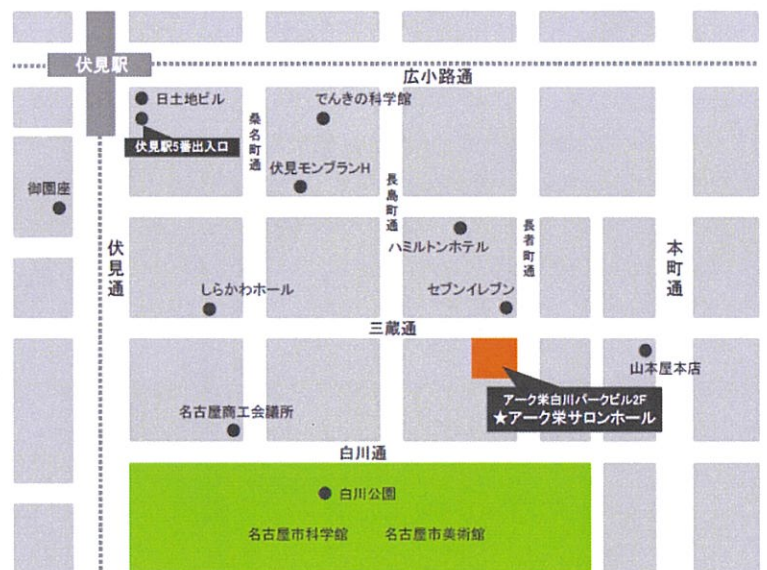 伏見駅
広小路通
日土地ビル
でんきの科学館
桑名町通
伏見駅5番出入口
伏見モンブランH
長島町通
御園座
伏見通
ハミルトンホテル
長者町通
本町通
しらかわホール
セブンイレブン
三蔵通
山本屋本店
アーク栄白川パークビル2F
★アーク栄サロンホール
名古屋商工会議所
白川通
白川公園
名古屋市科学館
名古屋市美術館